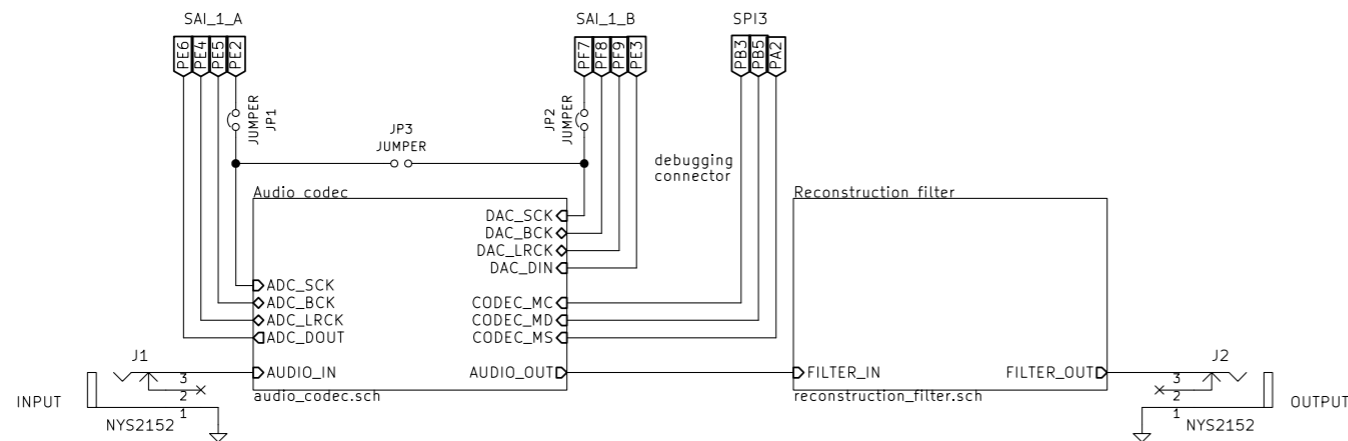 SAI_1_A
SAI_1_B
SPI3
PE6
PE4
PE5
PE2
PF7
PF8
PF9
PE3
PB3
PB5
PA2
JUMPER
JP1
JP2
JUMPER
JP3
JUMPER
debugging
connector
Audio codec
Reconstruction filter
DAC_SCK
DAC_BCK
DAC_LRCK
DAC_DIN
ADC_SCK
ADC_BCK
ADC_LRCK
ADC_DOUT
CODEC_MC
CODEC_MD
CODEC_MS
J1
J2
AUDIO_IN
AUDIO_OUT
FILTER_IN
FILTER_OUT
3
2
1
3
2
1
INPUT
OUTPUT
audio_codec.sch
reconstruction_filter.sch
NYS2152
NYS2152